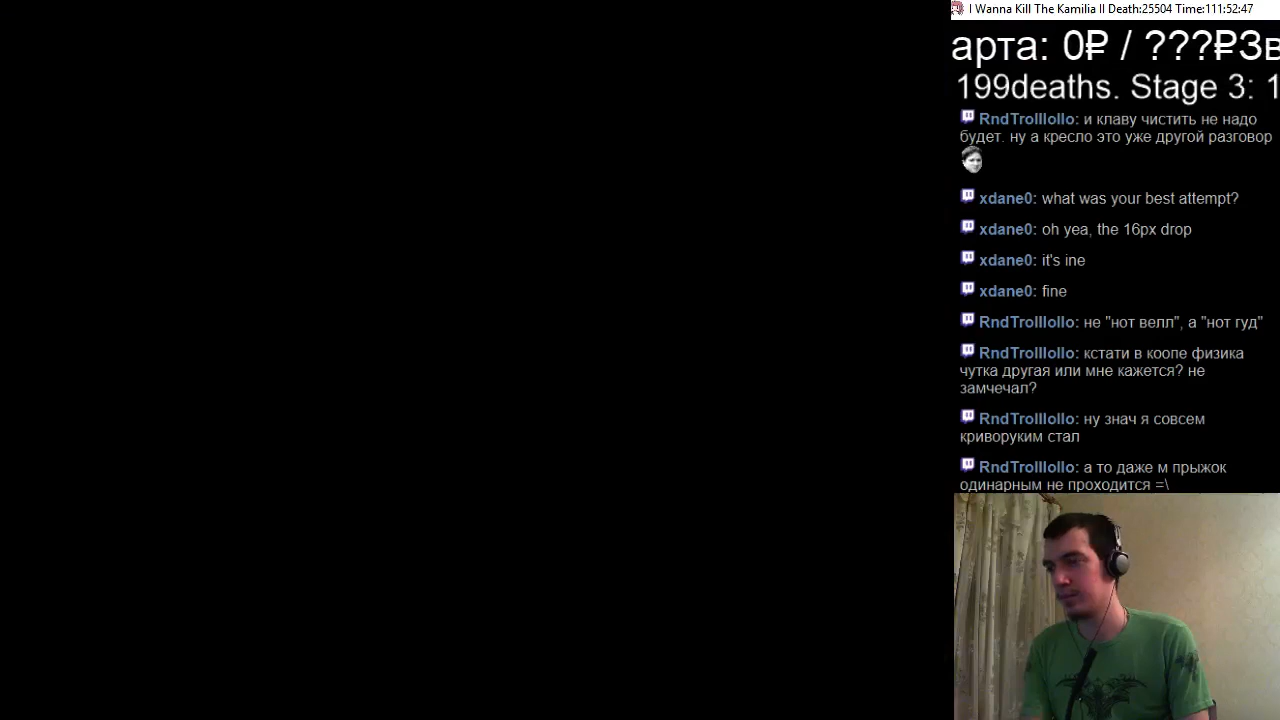 I Wanna Kill The Kamilia II Death:25504 Time:111:52:47
арта: 0₽ / ???₽Зв
199deaths. Stage 3: 1
RndTrolllollo: и клаву чистить не надо
будет. ну а кресло это уже другой разговор
xdane0: what was your best attempt?
xdane0: oh yea, the 16px drop
xdane0: it's ine
xdane0: fine
RndTrolllollo: не "нот велл", а "нот гуд"
RndTrolllollo: кстати в коопе физика
чутка другая или мне кажется? не
замчечал?
RndTrolllollo: ну знач я совсем
криворуким стал
RndTrolllollo: а то даже м прыжок
одинарным не проходится =\